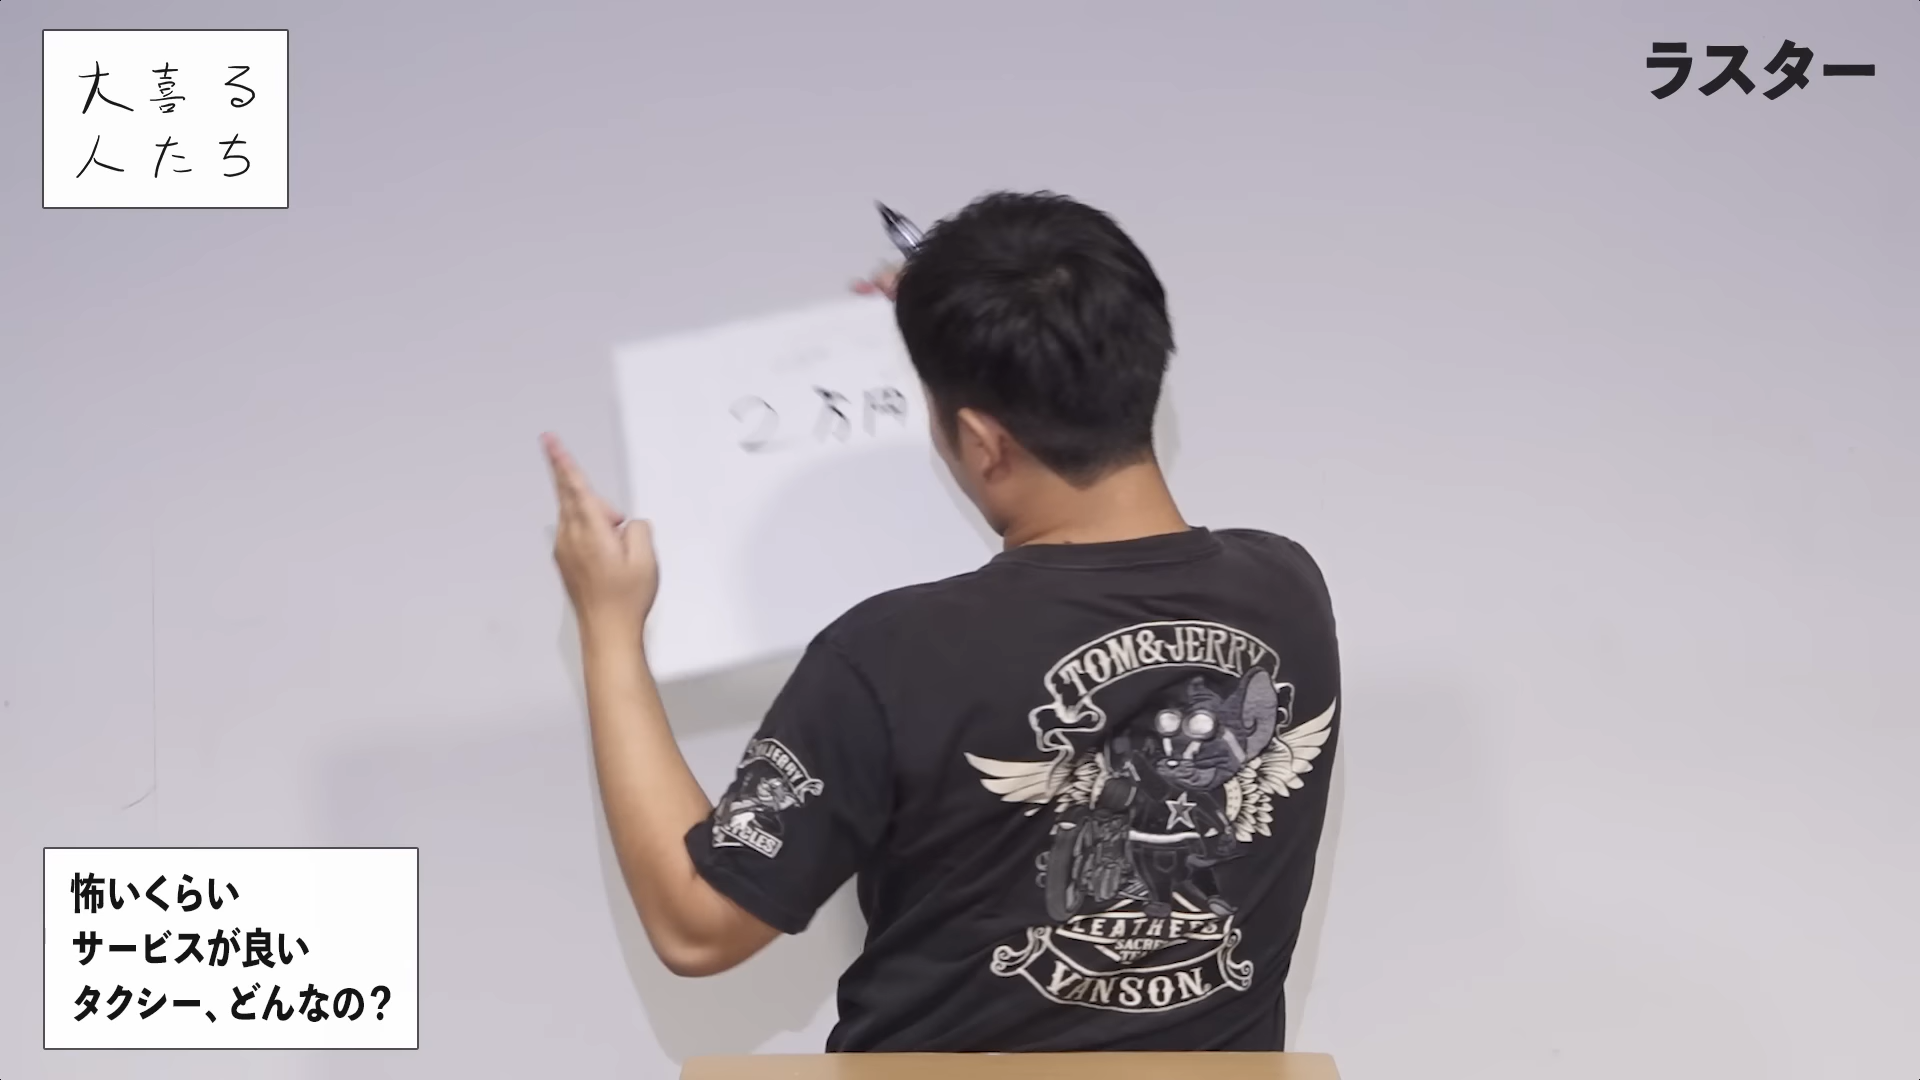 大喜る
人たち
ラスター
2万円
TOM&JERRY
LEATHERS
VANSON
怖いくらい
サービスが良い
タクシー、どんなの？